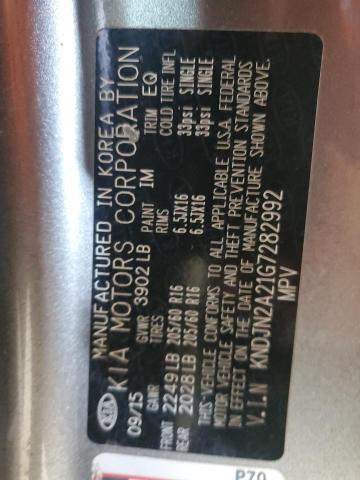 KIA
MANUFACTURED IN KOREA BY
KIA MOTORS CORPORATION
09/15 GVWR 3902LB PAINT IM TRIM EQ
GAWR TIRES RIMS COLD TIRE INFL
FRONT 2249LB 205/60 R16 6.5JX16 33psi SINGLE
REAR 2028LB 205/60 R16 6.5JX16 33psi SINGLE
THIS VEHICLE CONFORMS TO ALL APPLICABLE U.S.A FEDERAL
MOTOR VEHICLE SAFETY AND THEFT PREVENTION STANDARDS
IN EFFECT ON THE DATE OF MANUFACTURE SHOWN ABOVE.
V.I.N KNDJN2A21G7282992
MPV
P70